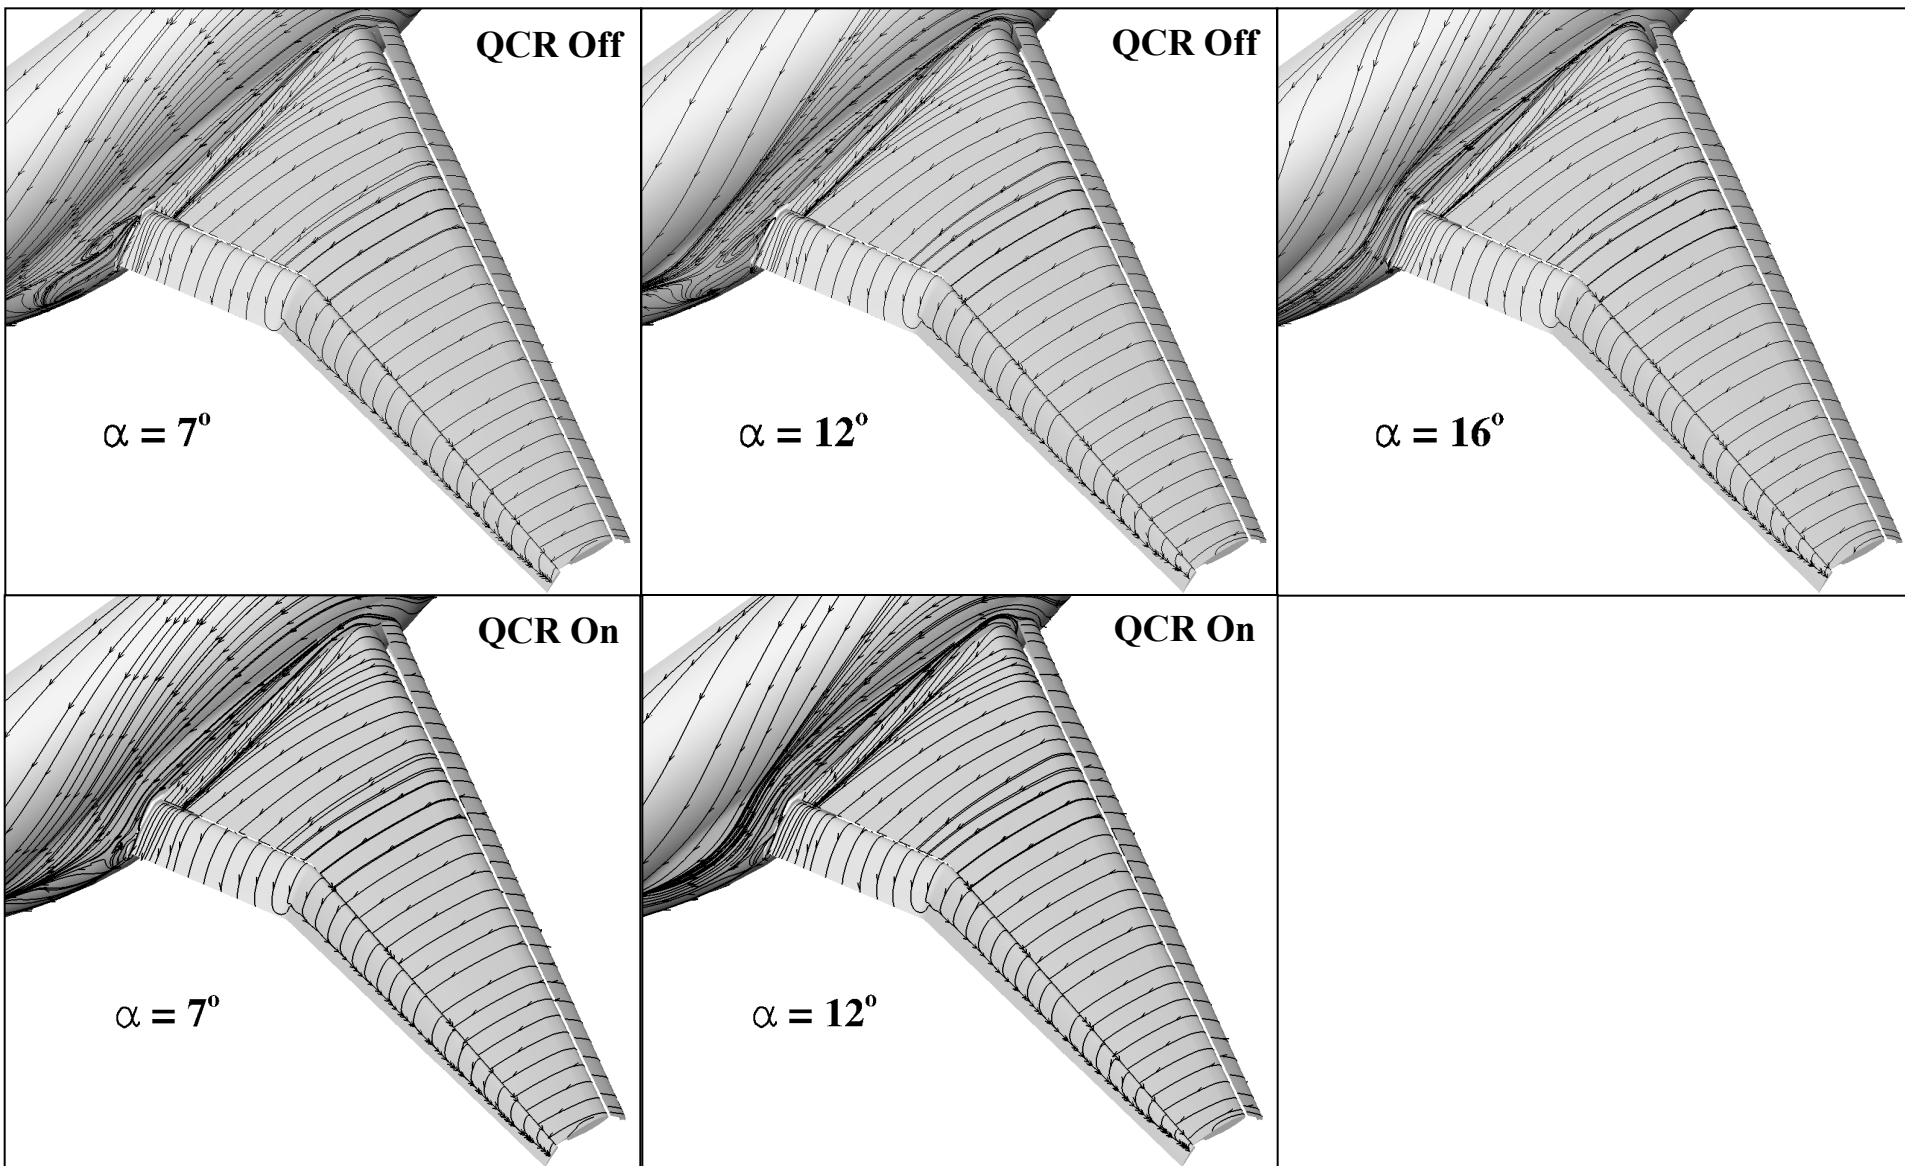 QCR Off
α = 7°
QCR Off
α = 12°
α = 16°
QCR On
α = 7°
QCR On
α = 12°